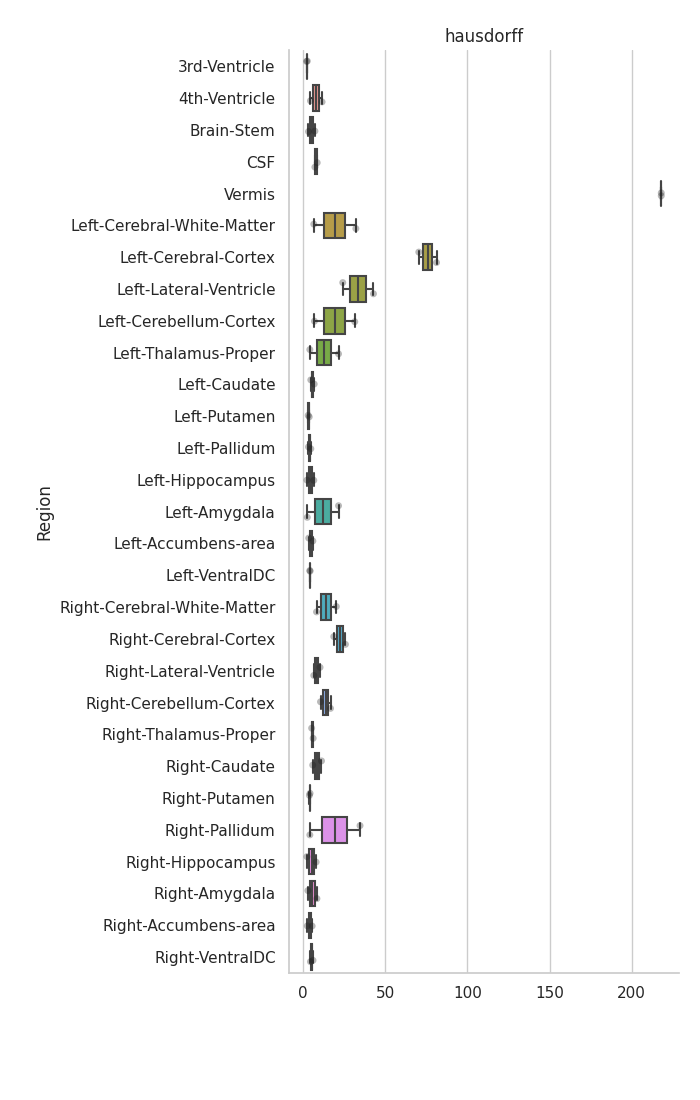 hausdorff
3rd-Ventricle
4th-Ventricle
Brain-Stem
CSF
Vermis
Left-Cerebral-White-Matter
Left-Cerebral-Cortex
Left-Lateral-Ventricle
Left-Cerebellum-Cortex
Left-Thalamus-Proper
Left-Caudate
Left-Putamen
Left-Pallidum
Left-Hippocampus
Region
Left-Amygdala
Left-Accumbens-area
Left-VentralDC
Right-Cerebral-White-Matter
Right-Cerebral-Cortex
Right-Lateral-Ventricle
Right-Cerebellum-Cortex
Right-Thalamus-Proper
Right-Caudate
Right-Putamen
Right-Pallidum
Right-Hippocampus
Right-Amygdala
Right-Accumbens-area
Right-VentralDC
0 50 100 150 200